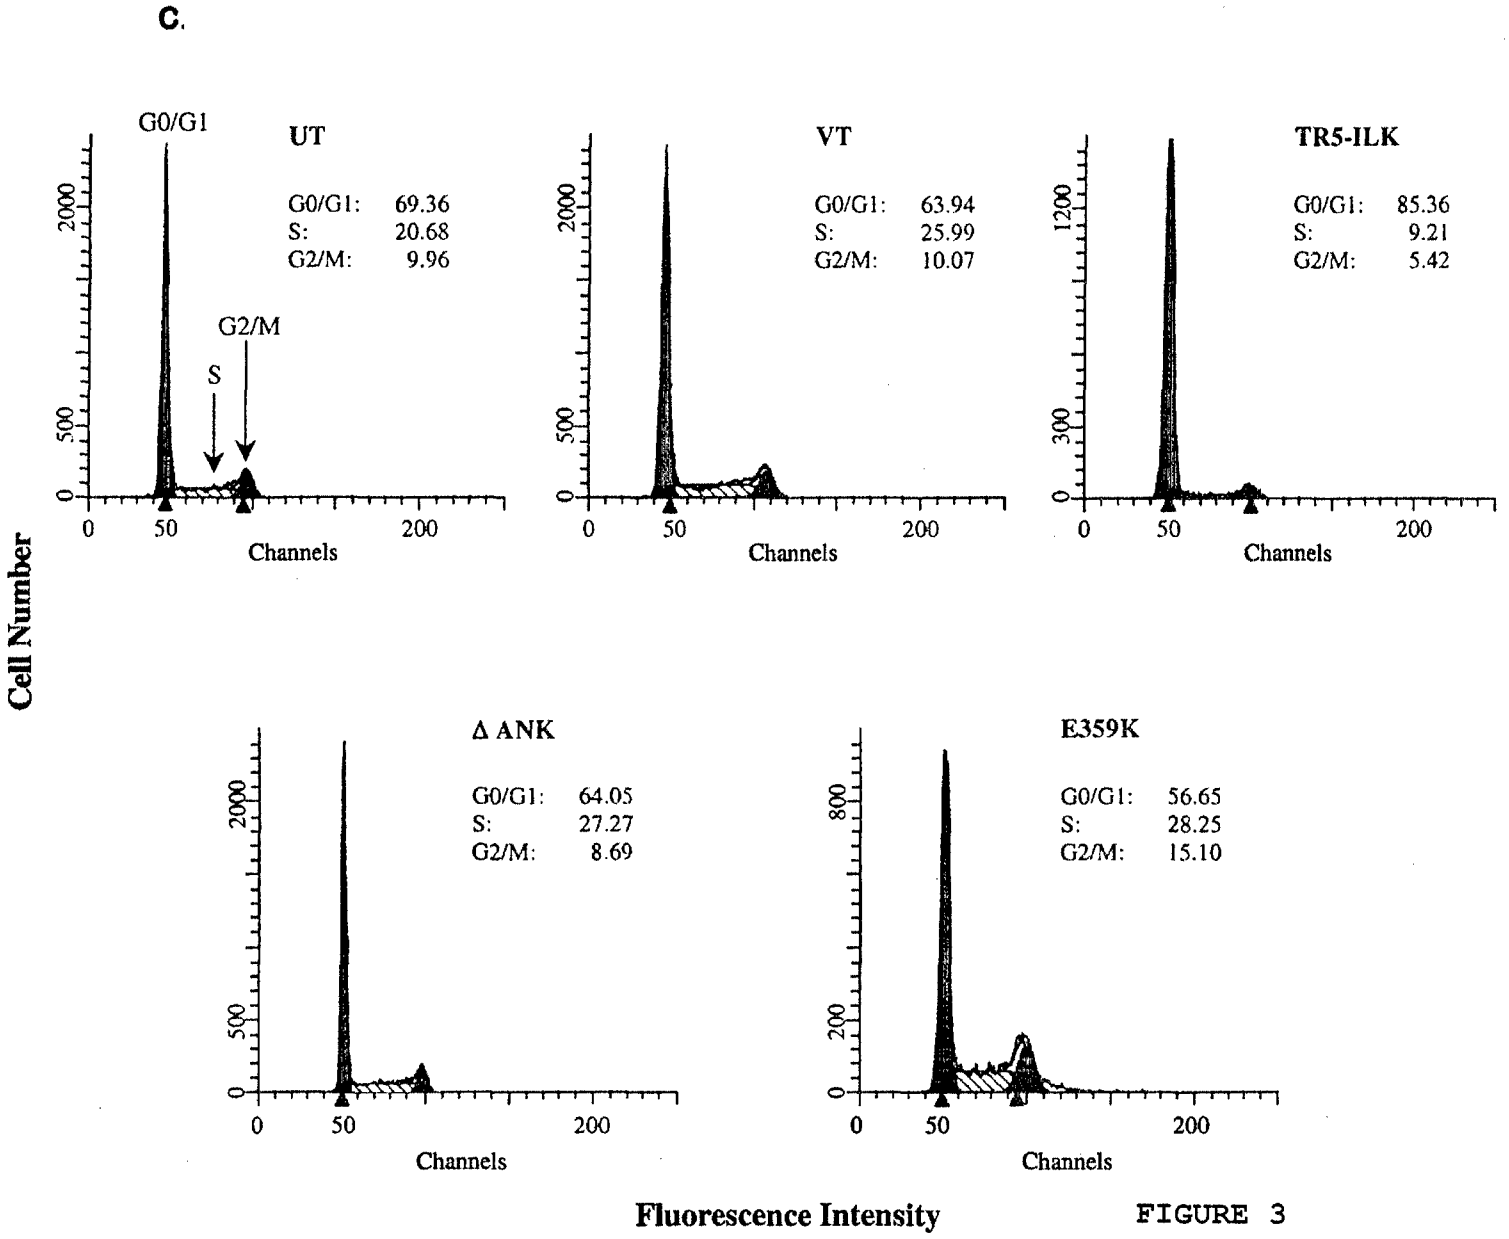 C.
G0/G1
UT
G0/G1: 69.36
S: 20.68
G2/M: 9.96
G2/M
S
2000
500
0
0 50 200
Channels
VT
G0/G1: 63.94
S: 25.99
G2/M: 10.07
2000
500
0
0 50 200
Channels
TR5-ILK
G0/G1: 85.36
S: 9.21
G2/M: 5.42
1200
300
0
0 50 200
Channels
Cell Number
Δ ANK
G0/G1: 64.05
S: 27.27
G2/M: 8.69
2000
500
0
0 50 200
Channels
E359K
G0/G1: 56.65
S: 28.25
G2/M: 15.10
800
200
0
0 50 200
Channels
Fluorescence Intensity
FIGURE 3